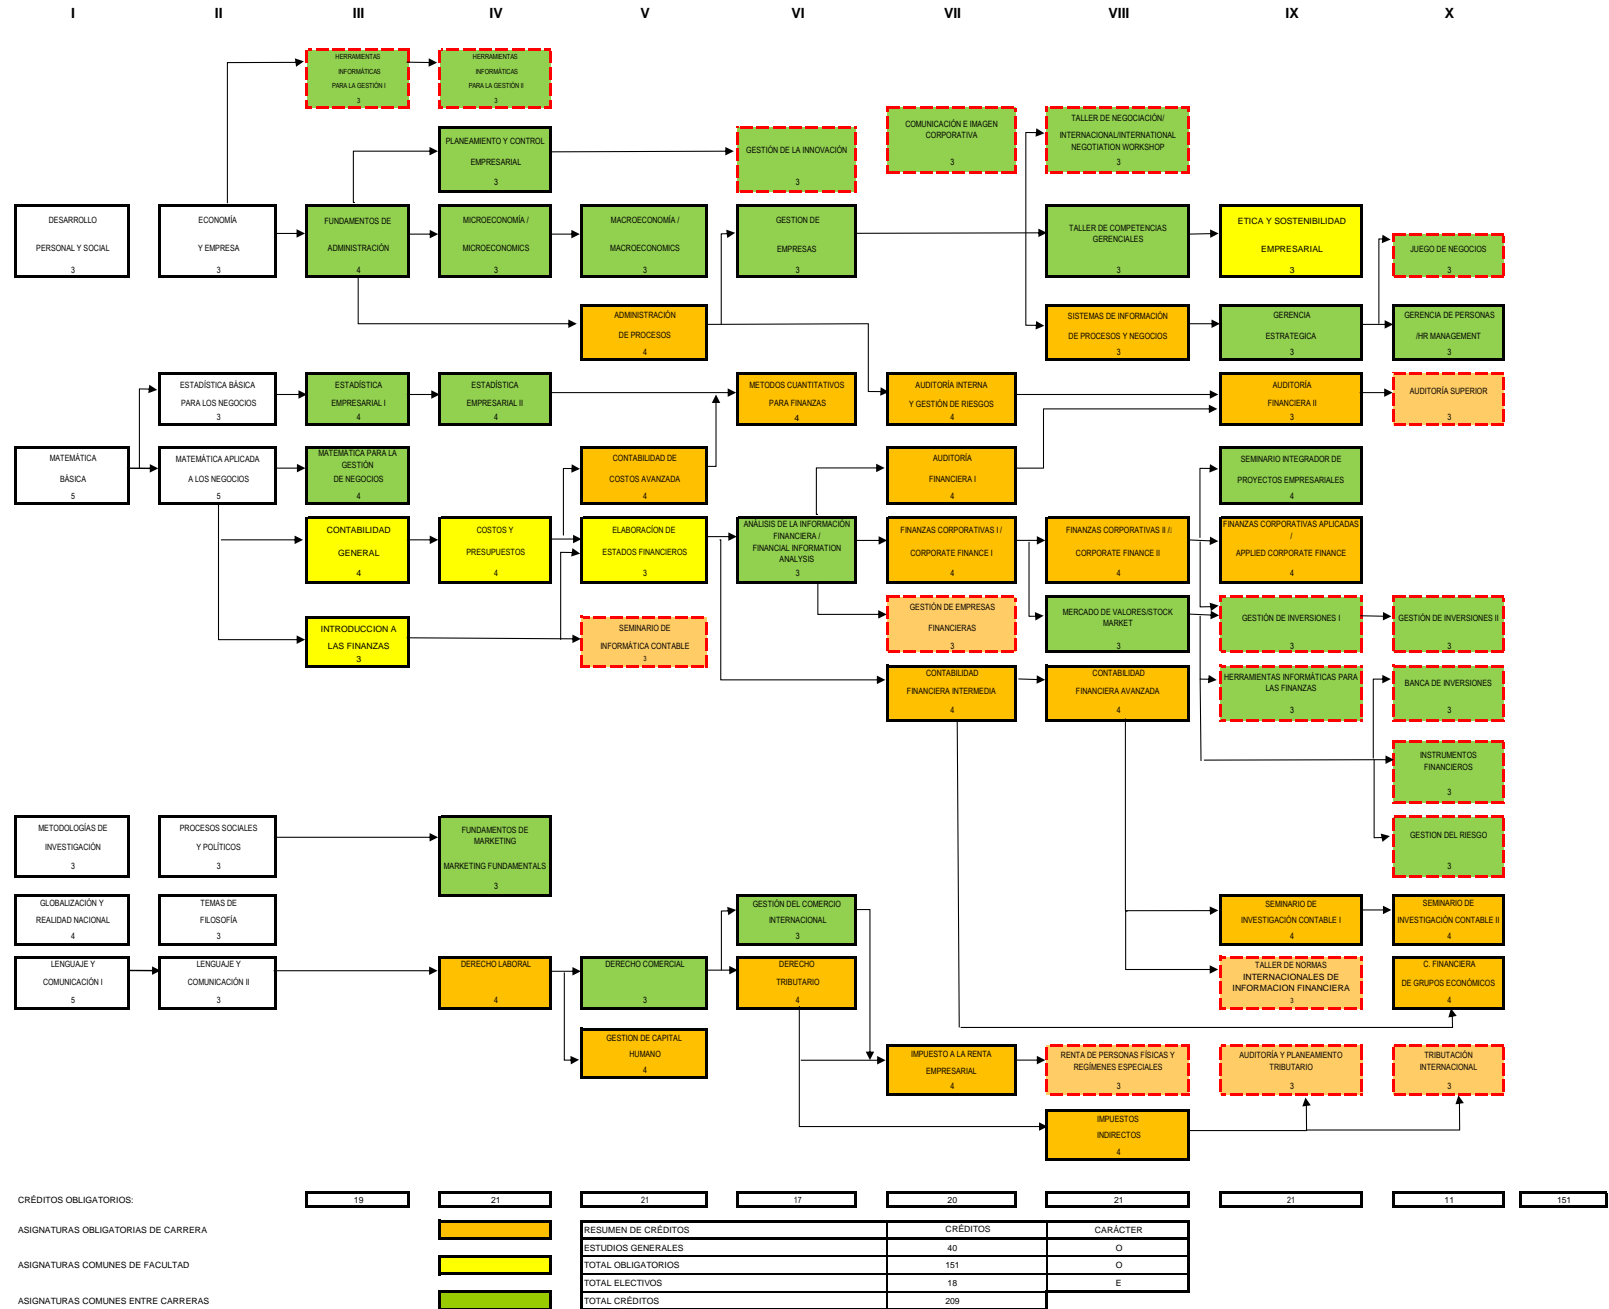 I II III IV V VI VII VIII IX X
HERRAMIENTAS
INFORMÁTICAS
PARA LA GESTIÓN I
3
HERRAMIENTAS
INFORMÁTICAS
PARA LA GESTIÓN II
3
PLANEAMIENTO Y CONTROL
EMPRESARIAL
3
GESTIÓN DE LA INNOVACIÓN
3
COMUNICACIÓN E IMAGEN
CORPORATIVA
3
TALLER DE NEGOCIACIÓN/
INTERNACIONAL/INTERNATIONAL
NEGOTIATION WORKSHOP
3
DESARROLLO
PERSONAL Y SOCIAL
3
ECONOMÍA
Y EMPRESA
3
FUNDAMENTOS DE
ADMINISTRACIÓN
4
MICROECONOMÍA /
MICROECONOMICS
3
MACROECONOMÍA /
MACROECONOMICS
3
GESTION DE
EMPRESAS
3
TALLER DE COMPETENCIAS
GERENCIALES
3
ETICA Y SOSTENIBILIDAD
EMPRESARIAL
3
JUEGO DE NEGOCIOS
3
ADMINISTRACIÓN
DE PROCESOS
4
SISTEMAS DE INFORMACIÓN
DE PROCESOS Y NEGOCIOS
3
GERENCIA
ESTRATEGICA
3
GERENCIA DE PERSONAS
/HR MANAGEMENT
3
ESTADÍSTICA BÁSICA
PARA LOS NEGOCIOS
3
ESTADÍSTICA
EMPRESARIAL I
4
ESTADÍSTICA
EMPRESARIAL II
4
METODOS CUANTITATIVOS
PARA FINANZAS
4
AUDITORÍA INTERNA
Y GESTIÓN DE RIESGOS
4
AUDITORÍA
FINANCIERA II
3
AUDITORÍA SUPERIOR
3
MATEMÁTICA
BÁSICA
5
MATEMÁTICA APLICADA
A LOS NEGOCIOS
5
MATEMÁTICA PARA LA
GESTIÓN
DE NEGOCIOS
4
CONTABILIDAD DE
COSTOS AVANZADA
4
AUDITORÍA
FINANCIERA I
4
SEMINARIO INTEGRADOR DE
PROYECTOS EMPRESARIALES
4
CONTABILIDAD
GENERAL
4
COSTOS Y
PRESUPUESTOS
4
ELABORACÍON DE
ESTADOS FINANCIEROS
3
ANÁLISIS DE LA INFORMACIÓN
FINANCIERA /
FINANCIAL INFORMATION
ANALYSIS
3
FINANZAS CORPORATIVAS I /
CORPORATE FINANCE I
4
FINANZAS CORPORATIVAS II /
CORPORATE FINANCE II
4
FINANZAS CORPORATIVAS APLICADAS
/
APPLIED CORPORATE FINANCE
4
INTRODUCCION A
LAS FINANZAS
3
SEMINARIO DE
INFORMÁTICA CONTABLE
3
GESTIÓN DE EMPRESAS
FINANCIERAS
3
MERCADO DE VALORES/STOCK
MARKET
3
GESTIÓN DE INVERSIONES I
3
GESTIÓN DE INVERSIONES II
3
CONTABILIDAD
FINANCIERA INTERMEDIA
4
CONTABILIDAD
FINANCIERA AVANZADA
4
HERRAMIENTAS INFORMÁTICAS PARA
LAS FINANZAS
3
BANCA DE INVERSIONES
3
INSTRUMENTOS
FINANCIEROS
3
METODOLOGÍAS DE
INVESTIGACIÓN
3
PROCESOS SOCIALES
Y POLÍTICOS
3
FUNDAMENTOS DE
MARKETING
MARKETING FUNDAMENTALS
3
GESTION DEL RIESGO
3
GLOBALIZACIÓN Y
REALIDAD NACIONAL
4
TEMAS DE
FILOSOFÍA
3
GESTIÓN DEL COMERCIO
INTERNACIONAL
3
SEMINARIO DE
INVESTIGACIÓN CONTABLE I
4
SEMINARIO DE
INVESTIGACIÓN CONTABLE II
4
LENGUAJE Y
COMUNICACIÓN I
5
LENGUAJE Y
COMUNICACIÓN II
3
DERECHO LABORAL
4
DERECHO COMERCIAL
3
DERECHO
TRIBUTARIO
4
TALLER DE NORMAS
INTERNACIONALES DE
INFORMACION FINANCIERA
3
C. FINANCIERA
DE GRUPOS ECONÓMICOS
4
GESTION DE CAPITAL
HUMANO
4
IMPUESTO A LA RENTA
EMPRESARIAL
4
RENTA DE PERSONAS FÍSICAS Y
REGÍMENES ESPECIALES
3
AUDITORÍA Y PLANEAMIENTO
TRIBUTARIO
3
TRIBUTACIÓN
INTERNACIONAL
3
IMPUESTOS
INDIRECTOS
4
CRÉDITOS OBLIGATORIOS: 19 21 21 17 20 21 21 11 151
ASIGNATURAS OBLIGATORIAS DE CARRERA
ASIGNATURAS COMUNES DE FACULTAD
ASIGNATURAS COMUNES ENTRE CARRERAS
RESUMEN DE CRÉDITOS CRÉDITOS CARÁCTER
ESTUDIOS GENERALES 40 O
TOTAL OBLIGATORIOS 151 O
TOTAL ELECTIVOS 18 E
TOTAL CRÉDITOS 209